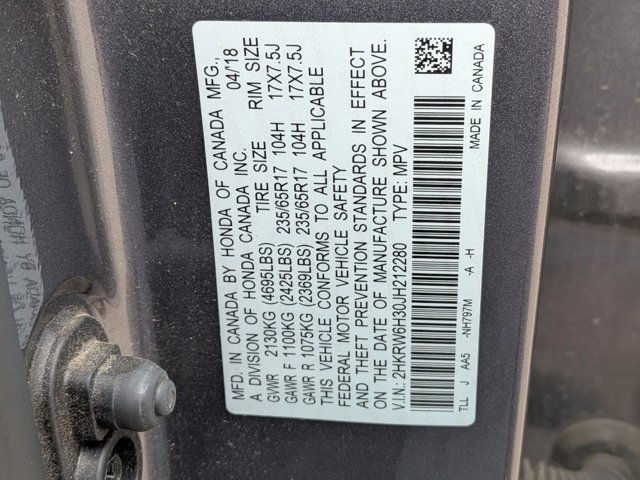 MFD. IN CANADA BY HONDA OF CANADA MFG.,
A DIVISION OF HONDA CANADA INC. 04/18
GVWR 2130KG (4695LBS) TIRE SIZE RIM SIZE
GAWR F 1100KG (2425LBS) 235/65R17 104H 17X7.5J
GAWR R 1075KG (2369LBS) 235/65R17 104H 17X7.5J
THIS VEHICLE CONFORMS TO ALL APPLICABLE
FEDERAL MOTOR VEHICLE SAFETY
AND THEFT PREVENTION STANDARDS IN EFFECT
ON THE DATE OF MANUFACTURE SHOWN ABOVE.
V.I.N.: 2HKRW6H30JH212280 TYPE: MPV
TLL J AA5 -NH797M -A -H MADE IN CANADA